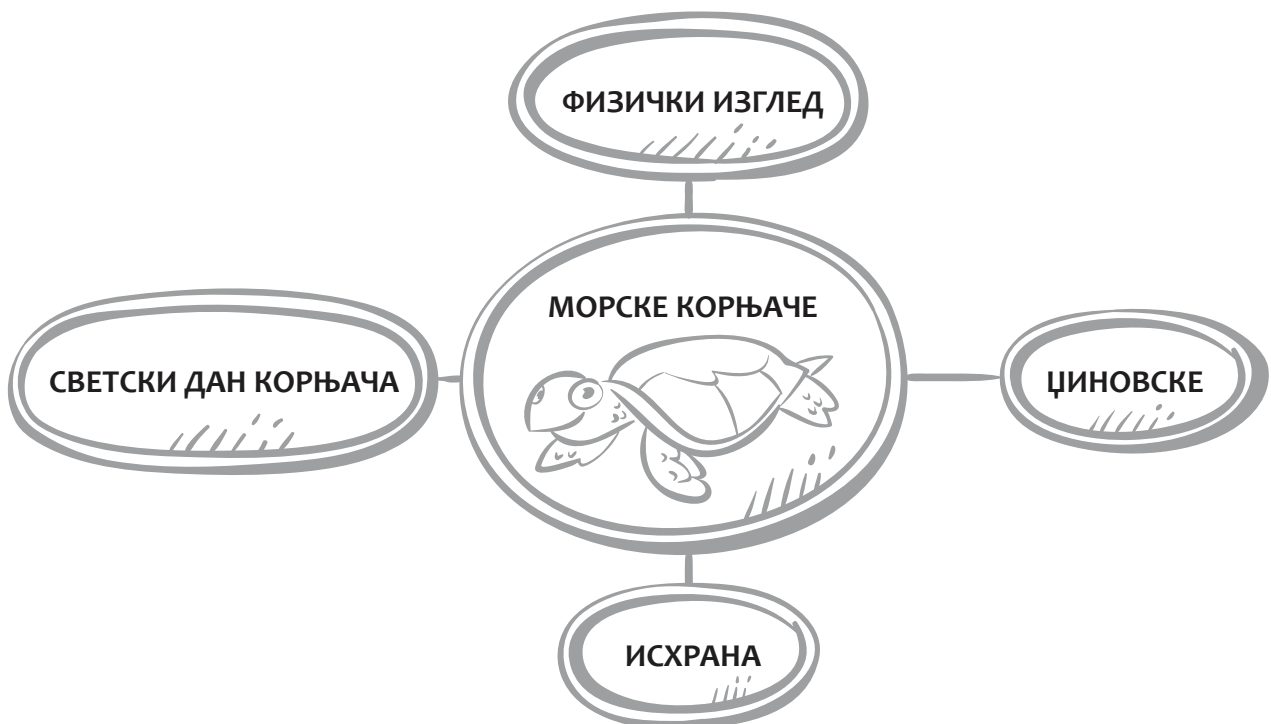 ФИЗИЧКИ ИЗГЛЕД
МОРСКЕ КОРЊАЧЕ
СВЕТСКИ ДАН КОРЊАЧА
ЏИНОВСКЕ
ИСХРАНА